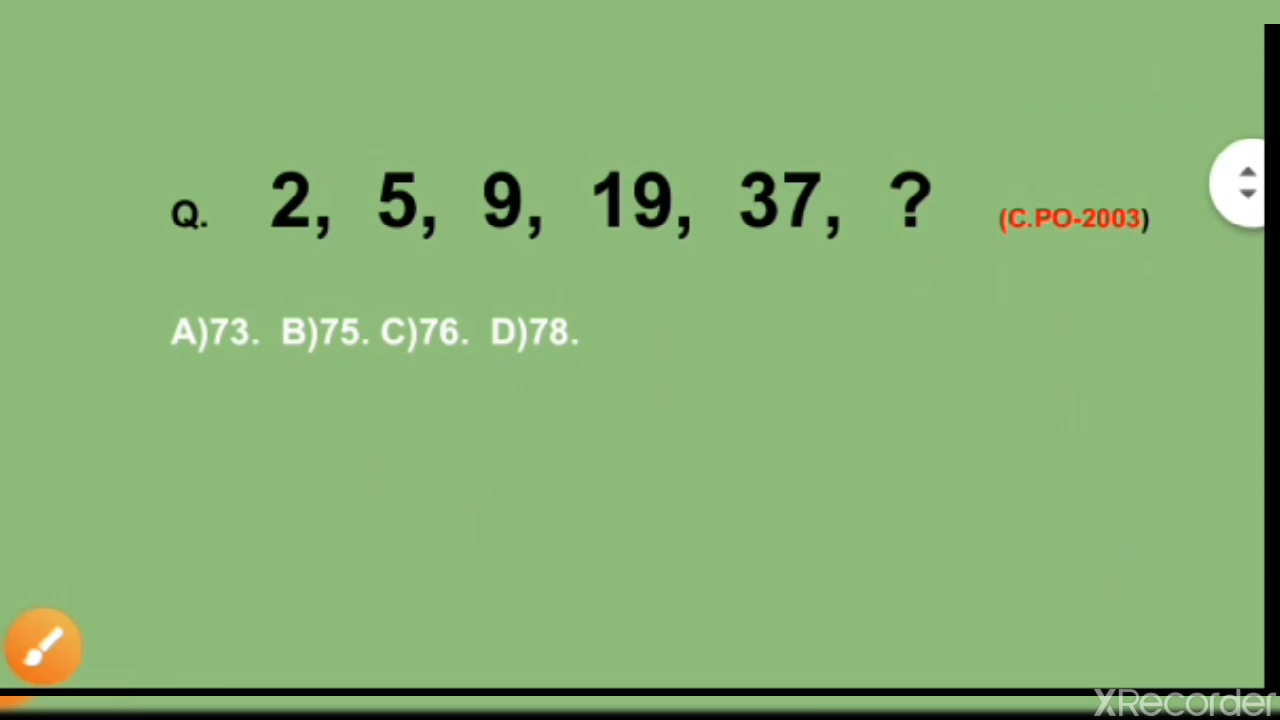 Q. 2, 5, 9, 19, 37, ? (C.PO-2003)
A)73. B)75. C)76. D)78.
XRecorder